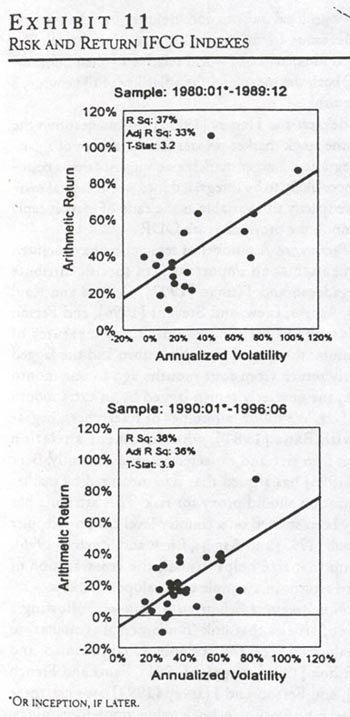 EXHIBIT 11
RISK AND RETURN IFCG INDEXES
Sample: 1980:01*-1989:12
120%
100%
80%
60%
40%
20%
0%
R Sq: 37%
Adj R Sq: 33%
T-Stat: 3.2
Arithmetic Return
-20% 0% 20% 40% 60% 80% 100% 120%
Annualized Volatility
Sample: 1990:01*-1996:06
120%
100%
80%
60%
40%
20%
0%
-20%
R Sq: 38%
Adj R Sq: 36%
T-Stat: 3.9
Arithmetic Return
0% 20% 40% 60% 80% 100% 120%
Annualized Volatility
*OR INCEPTION, IF LATER.